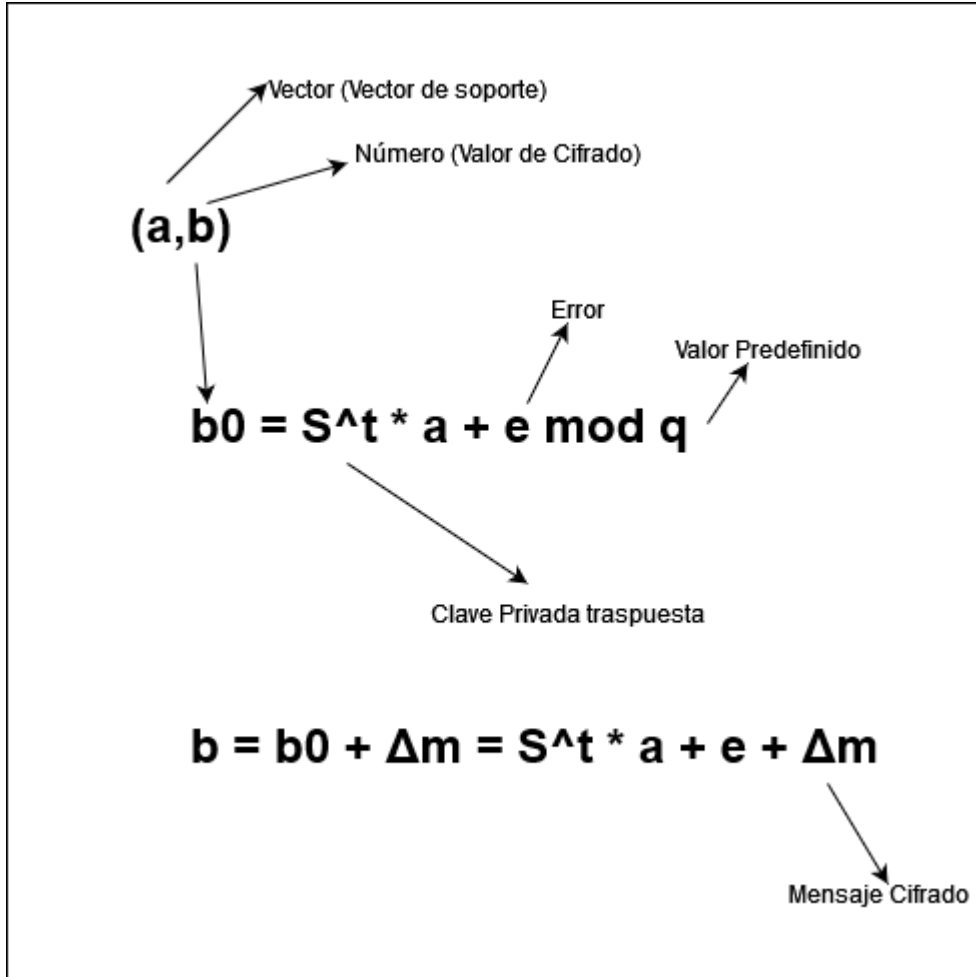 Vector (Vector de soporte)
Número (Valor de Cifrado)
(a,b)
Error
Valor Predefinido
b0 = S^t * a + e mod q
Clave Privada traspuesta
b = b0 + Δm = S^t * a + e + Δm
Mensaje Cifrado